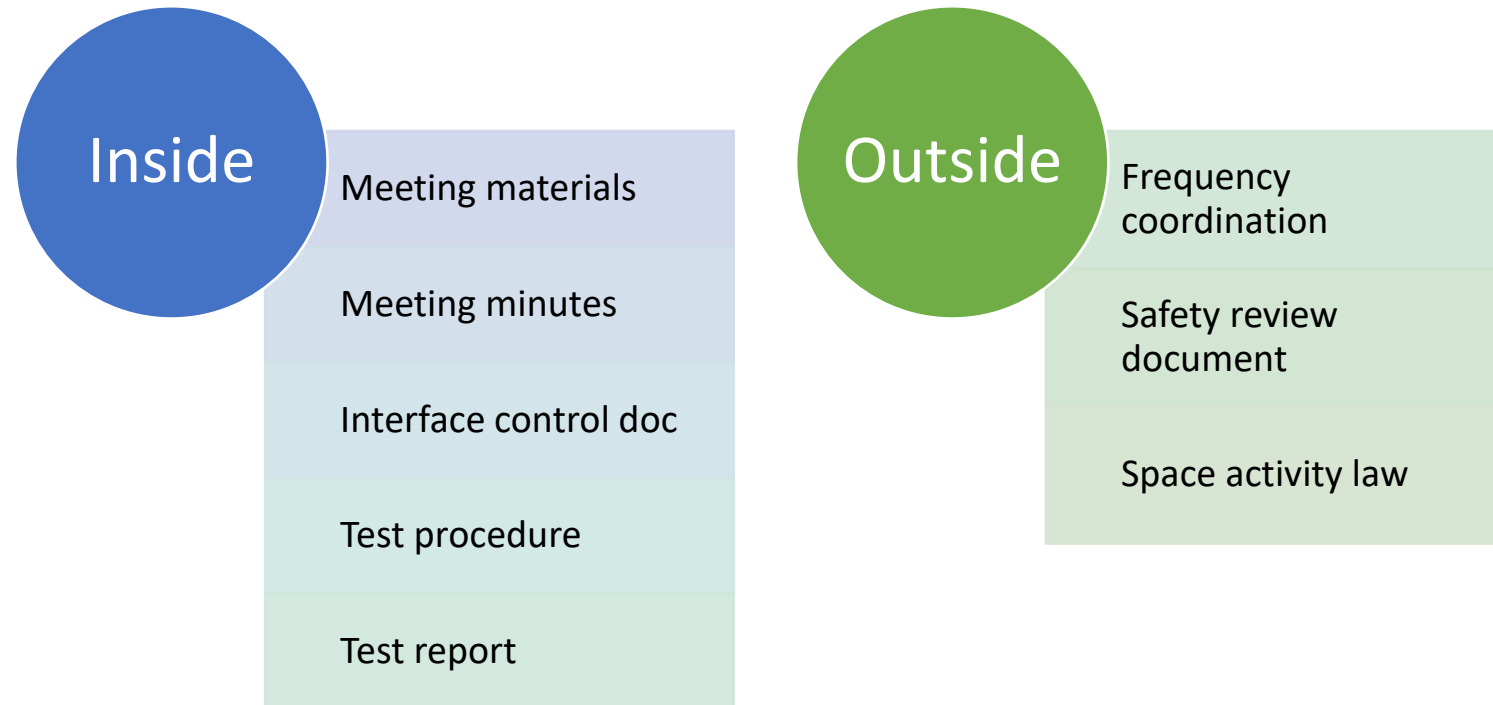 Inside
Meeting materials
Meeting minutes
Interface control doc
Test procedure
Test report
Outside
Frequency
coordination
Safety review
document
Space activity law